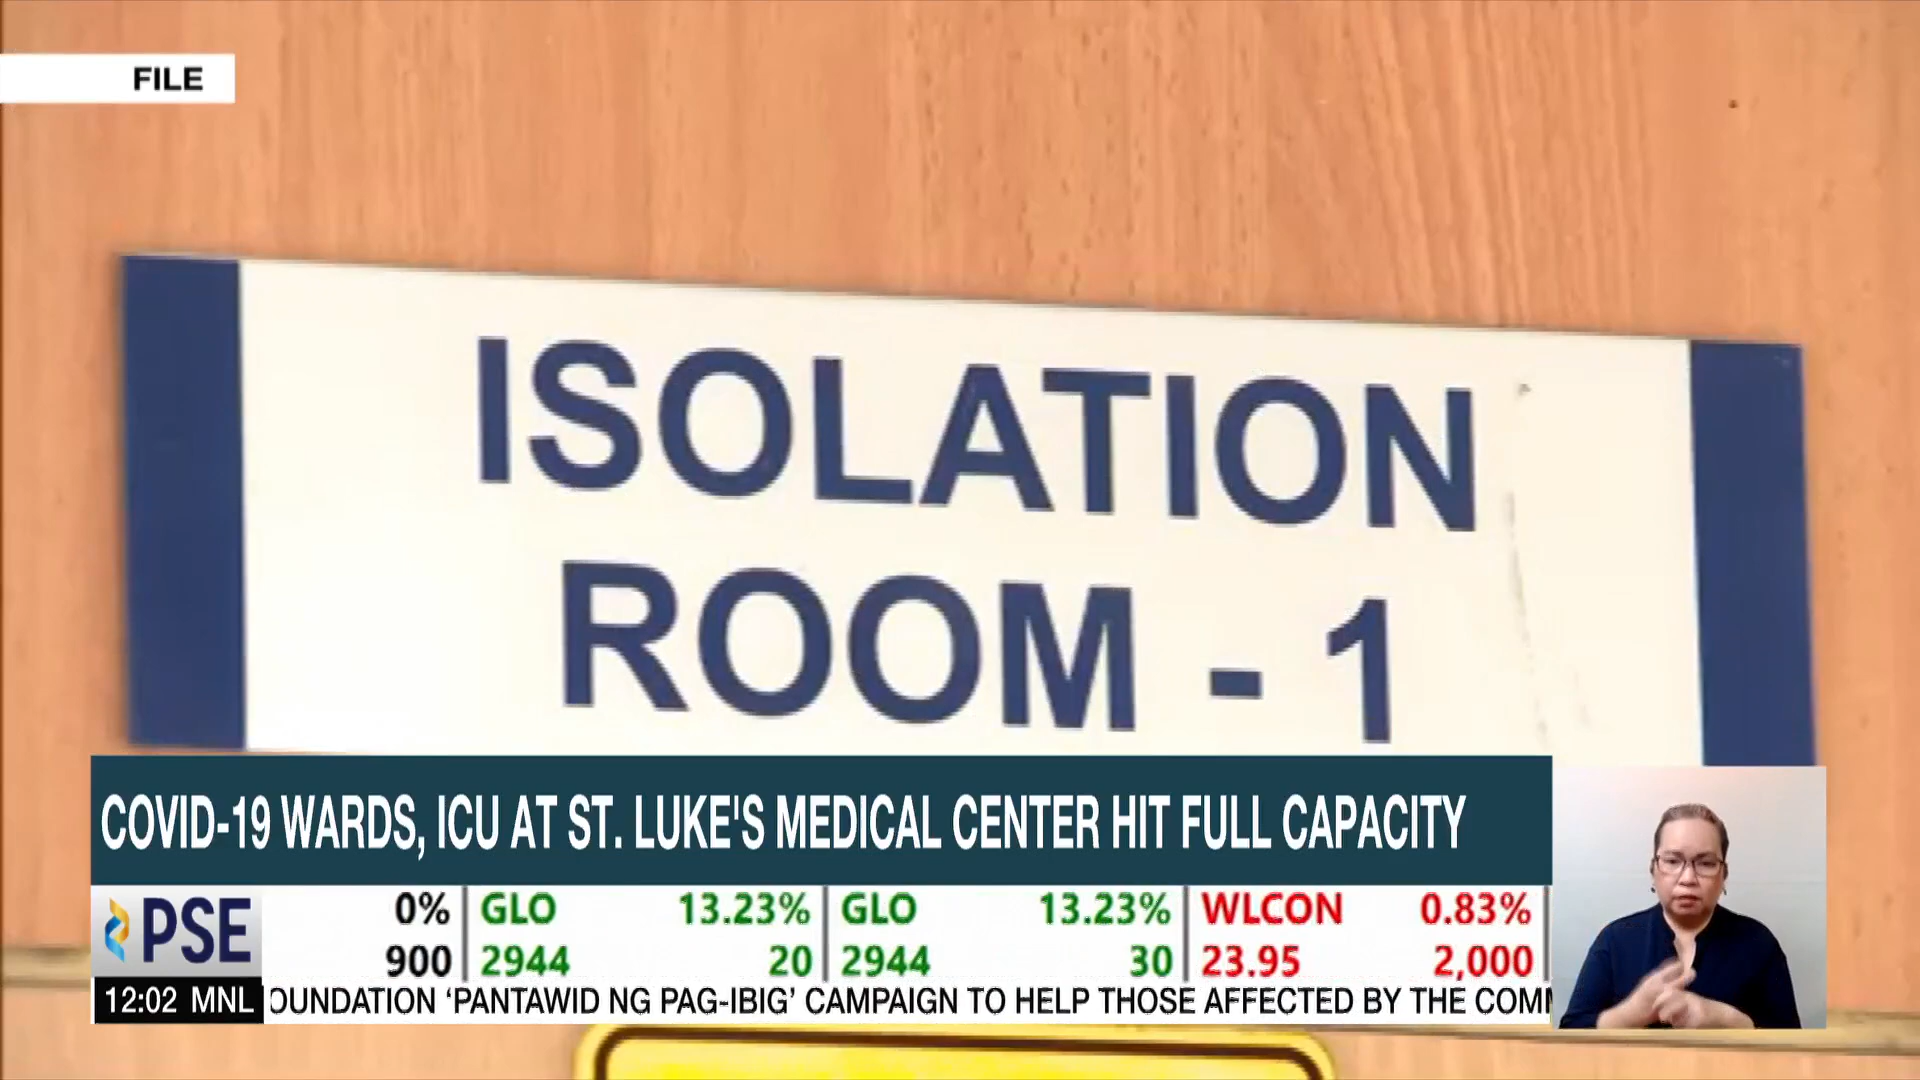 FILE
ISOLATION
ROOM - 1
COVID-19 WARDS, ICU AT ST. LUKE'S MEDICAL CENTER HIT FULL CAPACITY
PSE
0% GLO 13.23% GLO 13.23% WLCON 0.83%
900 2944 20 2944 30 23.95 2,000
12:02 MNL OUNDATION ‘PANTAWID NG PAG-IBIG’ CAMPAIGN TO HELP THOSE AFFECTED BY THE COM